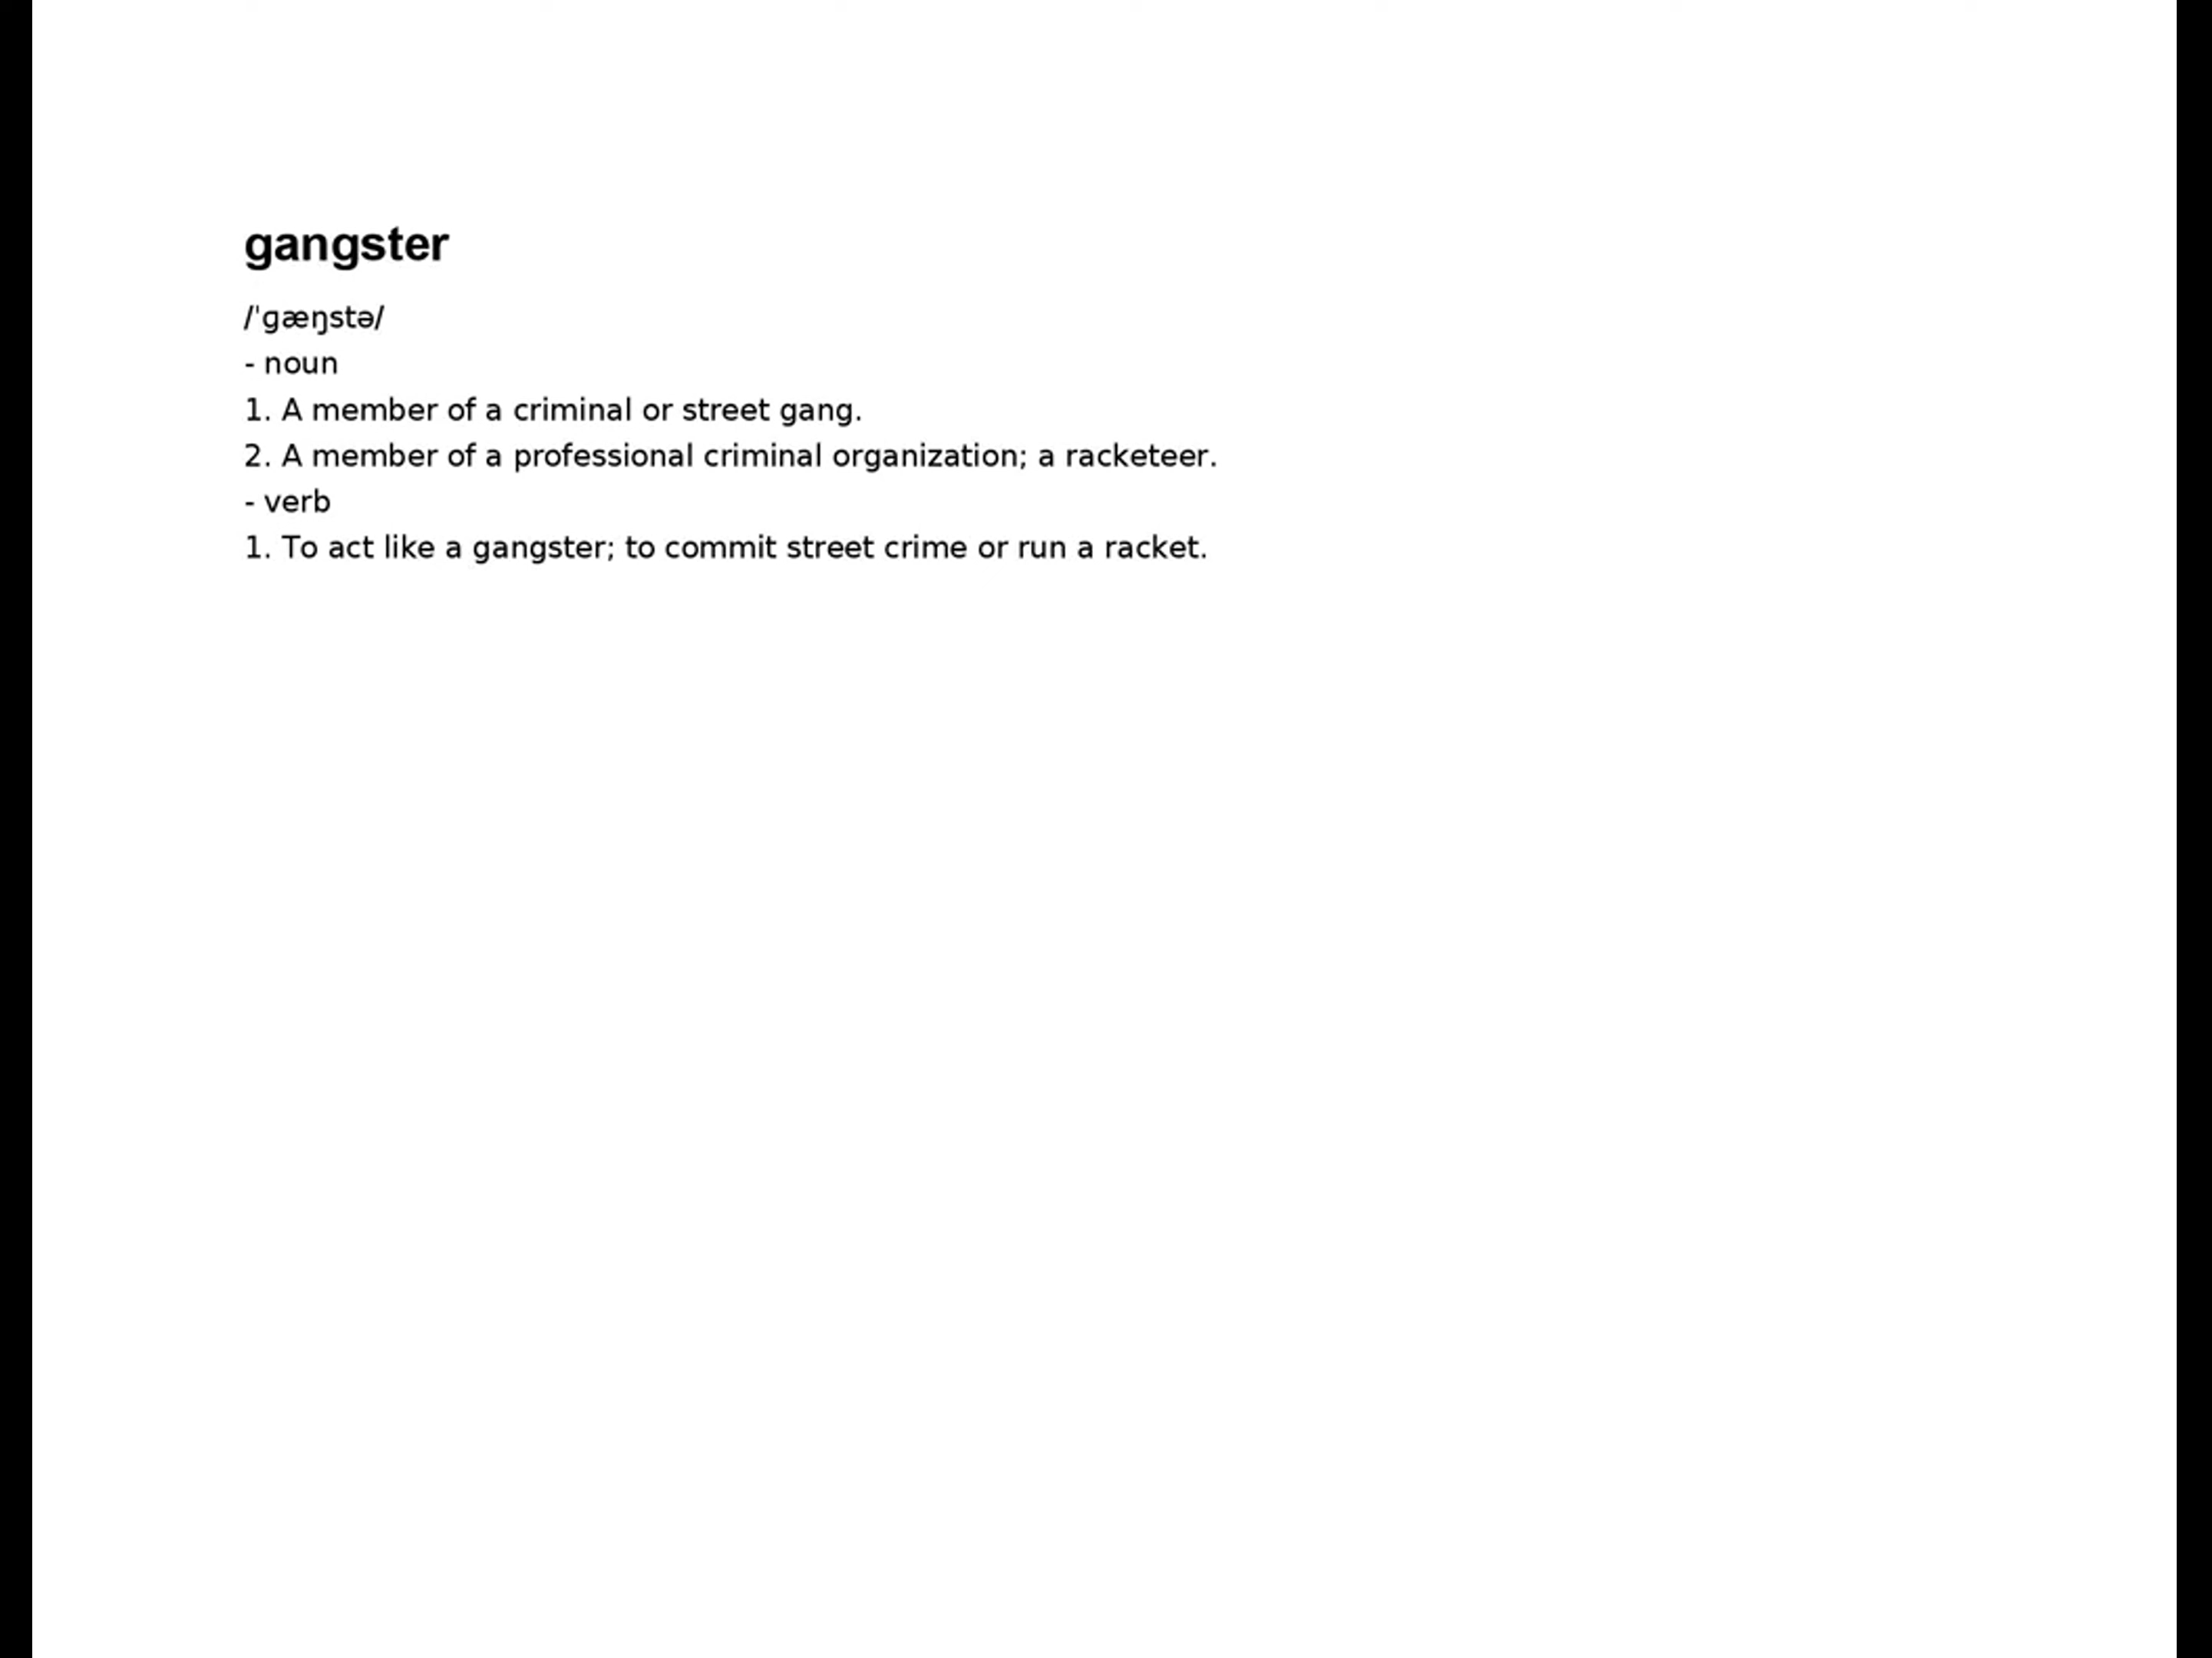 gangster
/ˈɡæŋstə/
- noun
1. A member of a criminal or street gang.
2. A member of a professional criminal organization; a racketeer.
- verb
1. To act like a gangster; to commit street crime or run a racket.